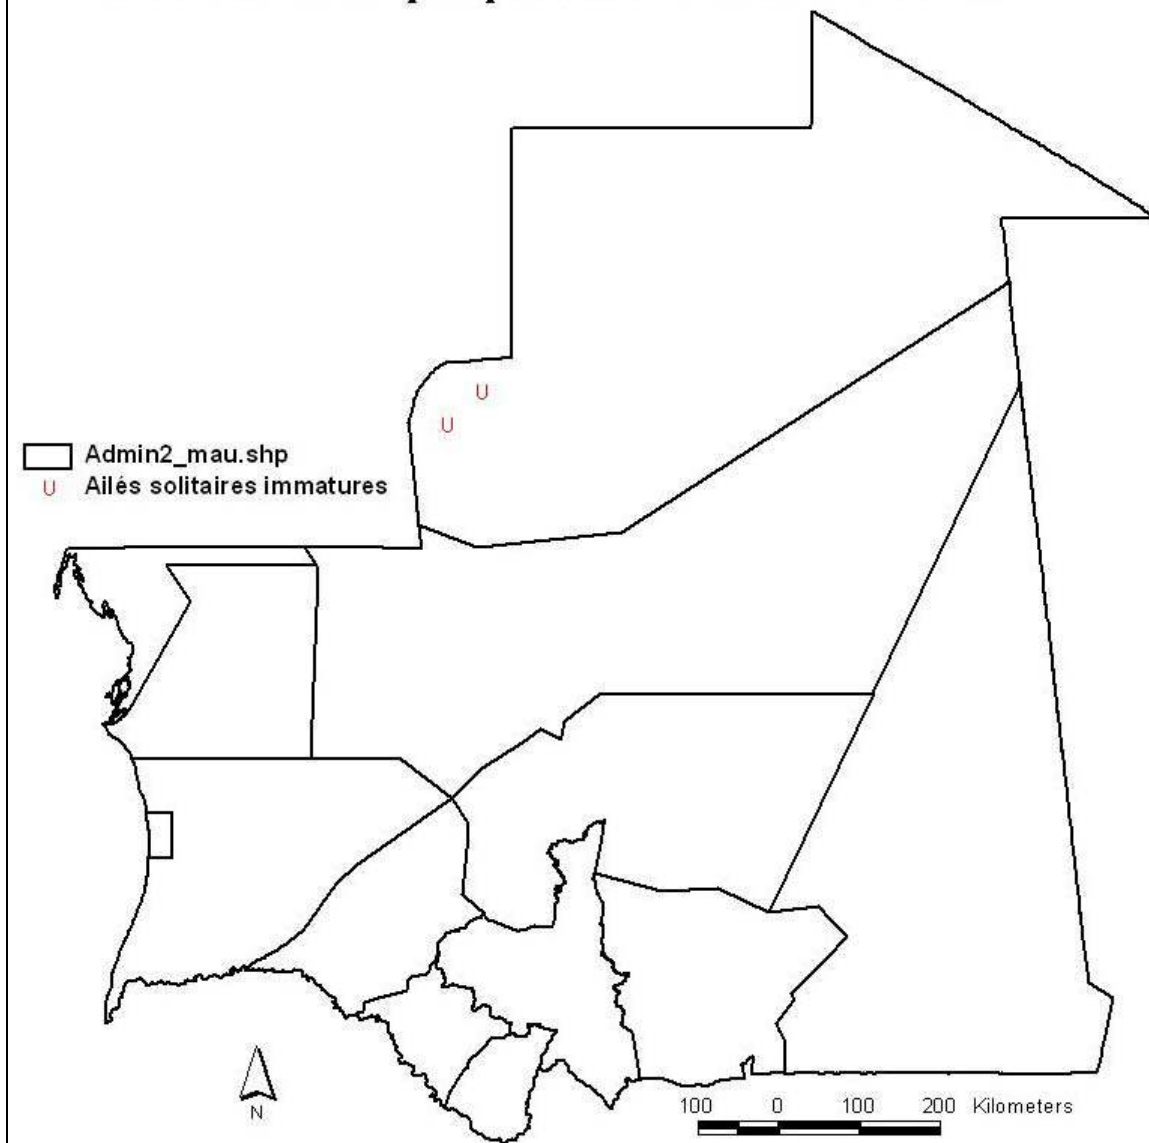 U
U
Admin2_mau.shp
U Ailés solitaires immatures
N
100 0 100 200 Kilometers